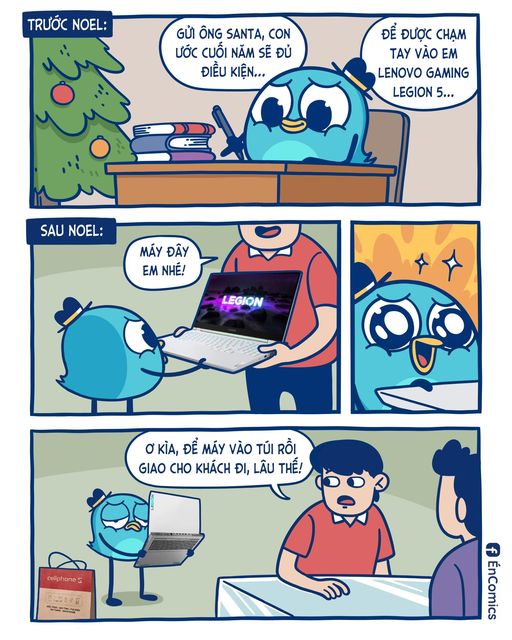 TRƯỚC NOEL:
GỬI ÔNG SANTA, CON
ƯỚC CUỐI NĂM SẼ ĐỦ
ĐIỀU KIỆN...
ĐỂ ĐƯỢC CHẠM
TAY VÀO EM
LENOVO GAMING
LEGION 5...
SAU NOEL:
MÁY ĐÂY
EM NHÉ!
LEGION
Ơ KÌA, ĐỂ MÁY VÀO TÚI RỒI
GIAO CHO KHÁCH ĐI, LÂU THẾ!
cellphoneS
ÉnComics